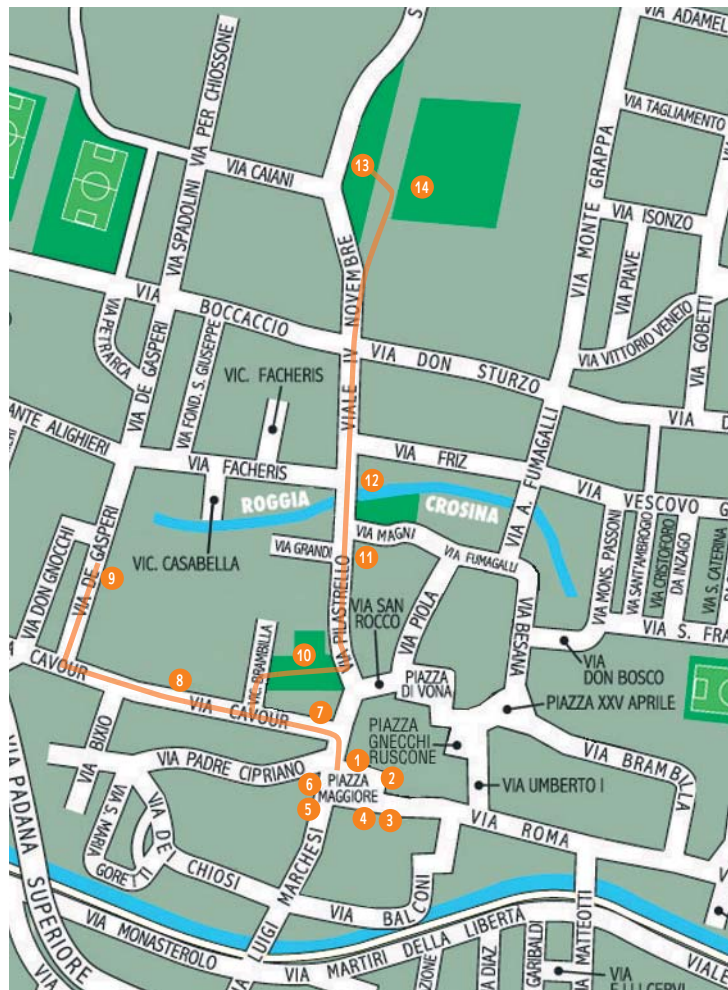 VIA ADAMEL
VIA PER CHIOSSONE
VIA TAGLIAMENTO
VIA CAIANI
13
14
VIA MONTE GRAPPA
VIA ISONZO
VIA SPADOLINI
VIA PIAVE
VIALE IV NOVEMBRE
VIA BOCCACCIO
VIA PETRARCA
VIA DE GASPERI
VIA FOND. S. GIUSEPPE
VIA VITTORIO VENETO
VIA GOBETTI
VIA DON STURZO
VIC. FACHERIS
VIA D
ANTE ALIGHIERI
VIA FACHERIS
VIA FRIZ
VIA A. FUMAGALLI
12
ROGGIA
CROSINA
VIA VESCOVO G
VIA MAGNI
VIA GRANDI
11
VIA FUMAGALLI
VIC. CASABELLA
VIA MONS. PASSONI
VIA SANT'AMBROGIO
VIA CRISTOFORO
DA INZAGO
VIA S. CATERINA
VIA DE GASPERI
9
VIA DON GNOCCHI
VIA PILASTRELLO
VIA SAN
ROCCO
VIA PIOLA
VIA BESANA
VIA S. FRA
VIA
DON BOSCO
10
VIC. BRAMBILLA
A CAVOUR
8
VIA CAVOUR
7
PIAZZA
DI VONA
PIAZZA XXV APRILE
PIAZZA
GNECCHI
RUSCONE
VIA BIXIO
VIA PADRE CIPRIANO
1
2
6
PIAZZA
MAGGIORE
5
4
3
VIA UMBERTO I
VIA BRAMBILLA
VIA ROMA
VIA PADANA SUPERIORE
VIA S. MARIA
GORETTI
VIA DEI CHIOSI
VIA BALCONI
LUIGI MARCHESI
VIA MONASTEROLO
VIA MARTIRI DELLA LIBERTÀ
VIA DIAZ
GARIBALDI
MATTEOTTI
VIALE
VIA
F.LLI CERVI